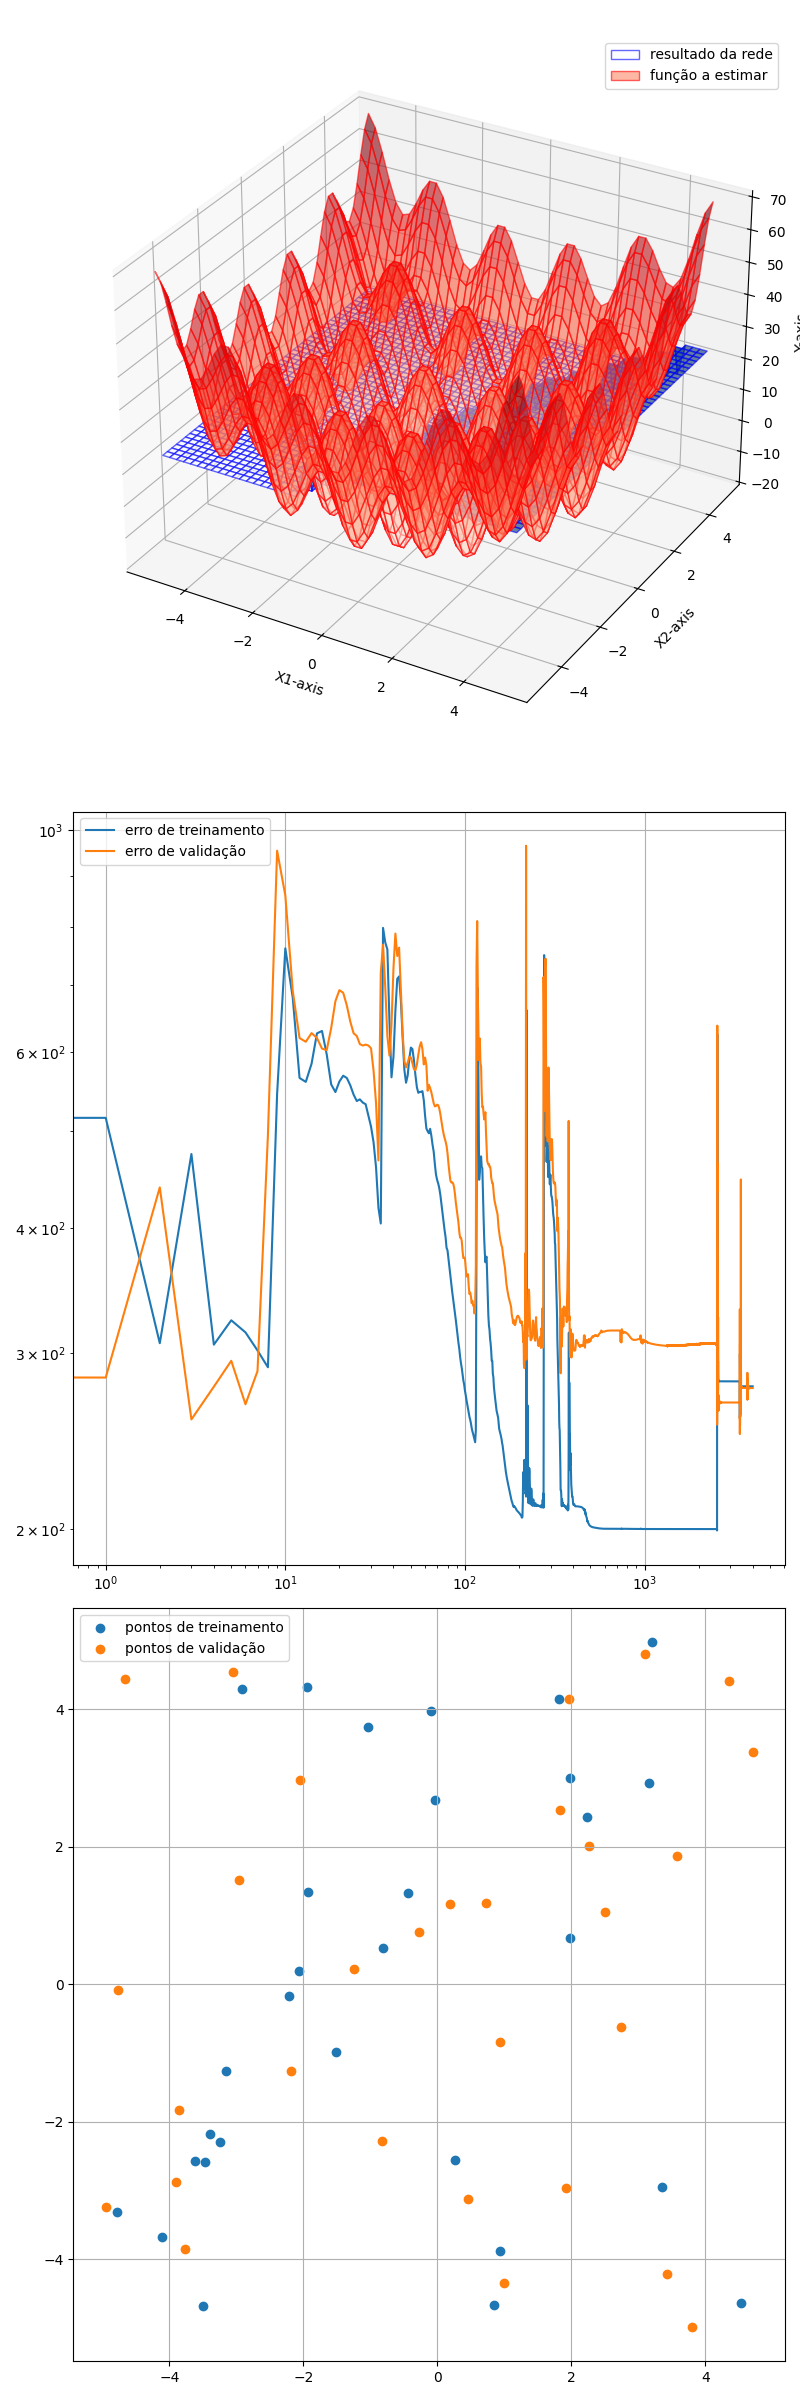 resultado da rede
função a estimar
70
60
50
40
30
20
10
0
−10
−20
−4
−2
0
2
4
X1-axis
−4
−2
0
2
4
X2-axis
erro de treinamento
erro de validação
10³
6 × 10²
4 × 10²
3 × 10²
2 × 10²
10⁰
10¹
10²
10³
pontos de treinamento
pontos de validação
4
2
0
−2
−4
−4
−2
0
2
4